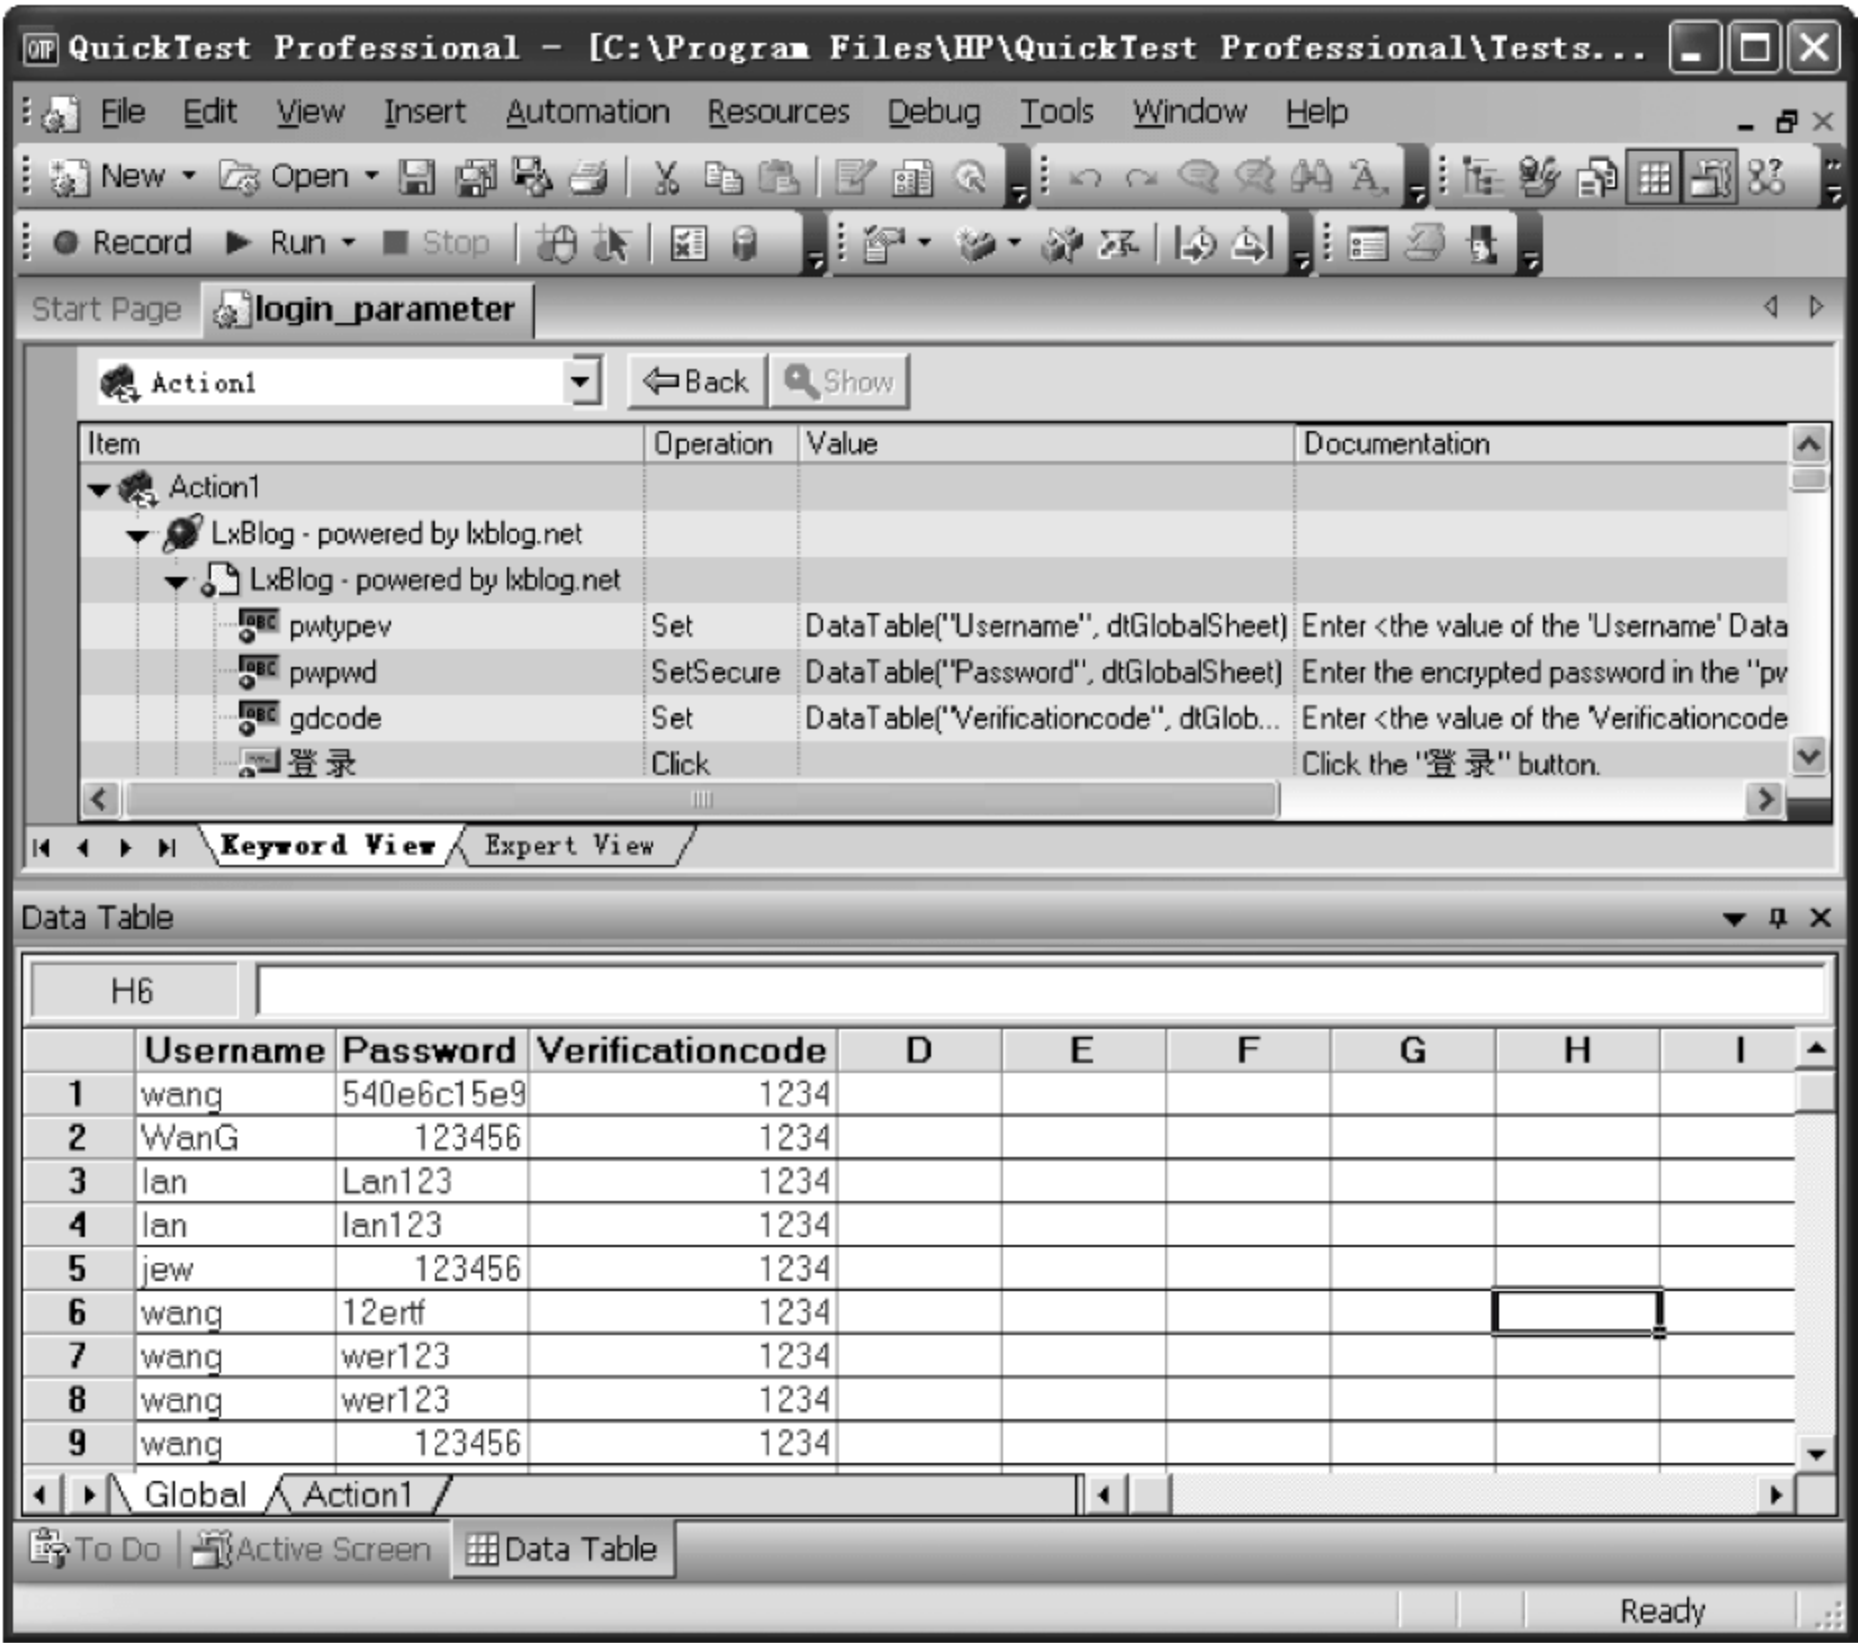 QuickTest Professional - [C:\Program Files\HP\QuickTest Professional\Tests...
File Edit View Insert Automation Resources Debug Tools Window Help
New Open
Record Run Stop
Start Page login_parameter
Action1 Back Show
Item Operation Value Documentation
Action1
LxBlog - powered by lxblog.net
LxBlog - powered by lxblog.net
pwtypev Set DataTable("Username", dtGlobalSheet) Enter <the value of the 'Username' Data
pwpwd SetSecure DataTable("Password", dtGlobalSheet) Enter the encrypted password in the "pw
gdcode Set DataTable("Verificationcode", dtGlob... Enter <the value of the 'Verificationcode
登 录 Click Click the "登 录" button.
Keyword View Expert View
Data Table
H6
Username Password Verificationcode D E F G H I
1 wang 540e6c15e9 1234
2 WanG 123456 1234
3 lan Lan123 1234
4 lan lan123 1234
5 jew 123456 1234
6 wang 12ertf 1234
7 wang wer123 1234
8 wang wer123 1234
9 wang 123456 1234
Global Action1
To Do Active Screen Data Table
Ready